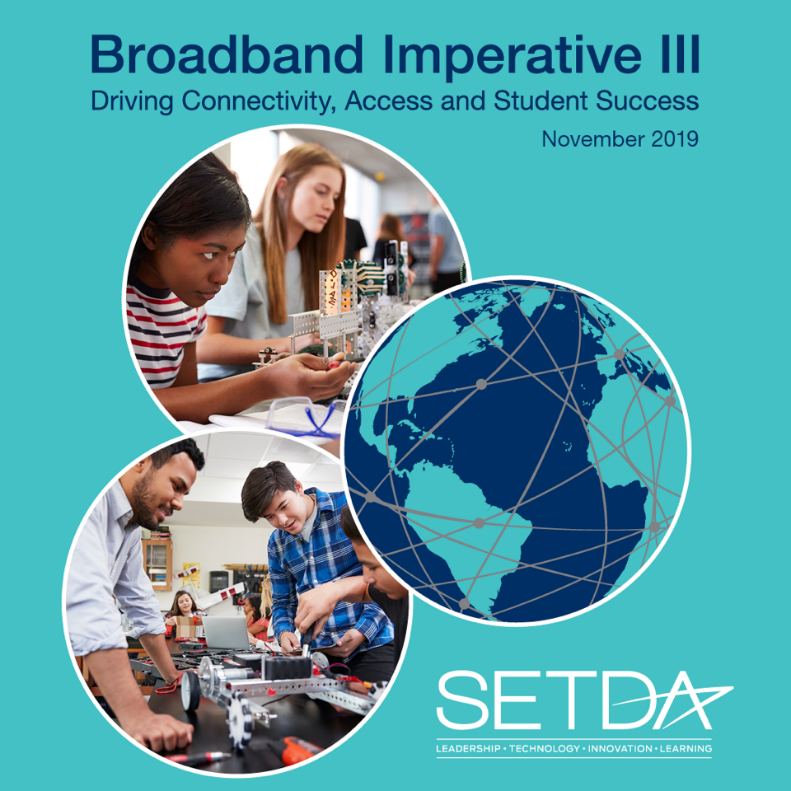 Broadband Imperative III
Driving Connectivity, Access and Student Success
November 2019
SETDA
LEADERSHIP • TECHNOLOGY • INNOVATION • LEARNING